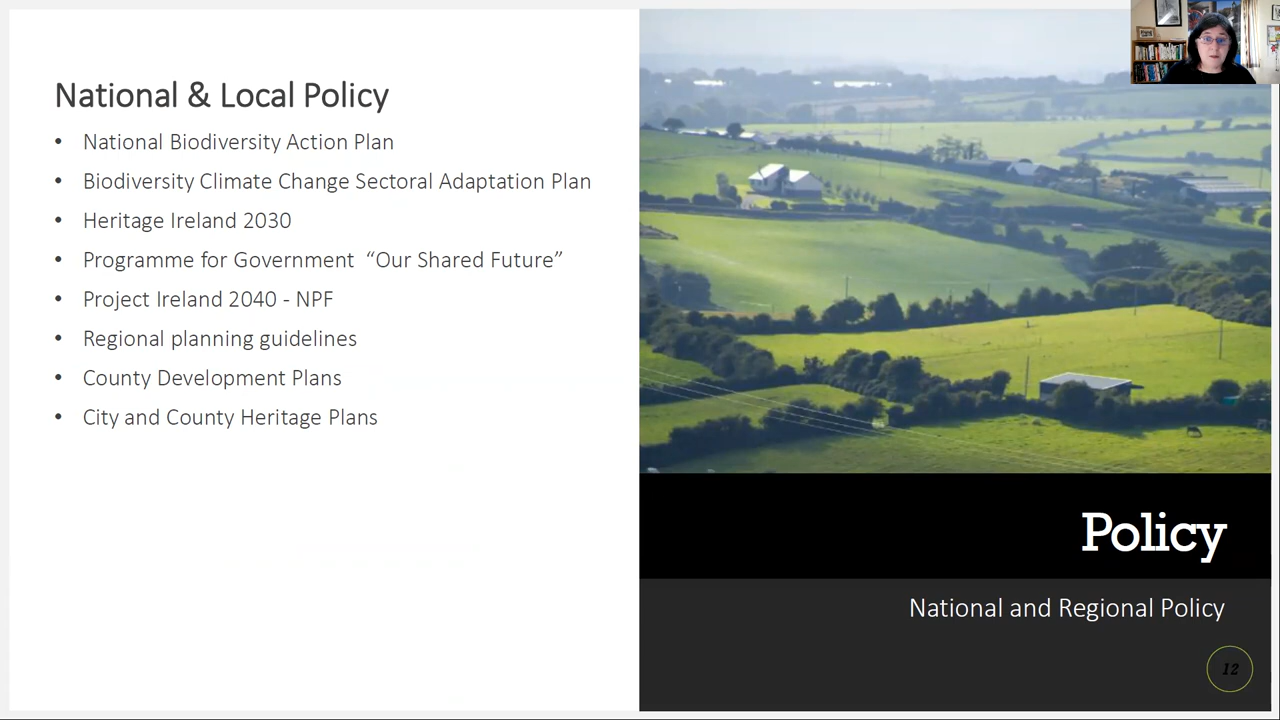 National & Local Policy
• National Biodiversity Action Plan
• Biodiversity Climate Change Sectoral Adaptation Plan
• Heritage Ireland 2030
• Programme for Government “Our Shared Future”
• Project Ireland 2040 - NPF
• Regional planning guidelines
• County Development Plans
• City and County Heritage Plans
Policy
National and Regional Policy
12